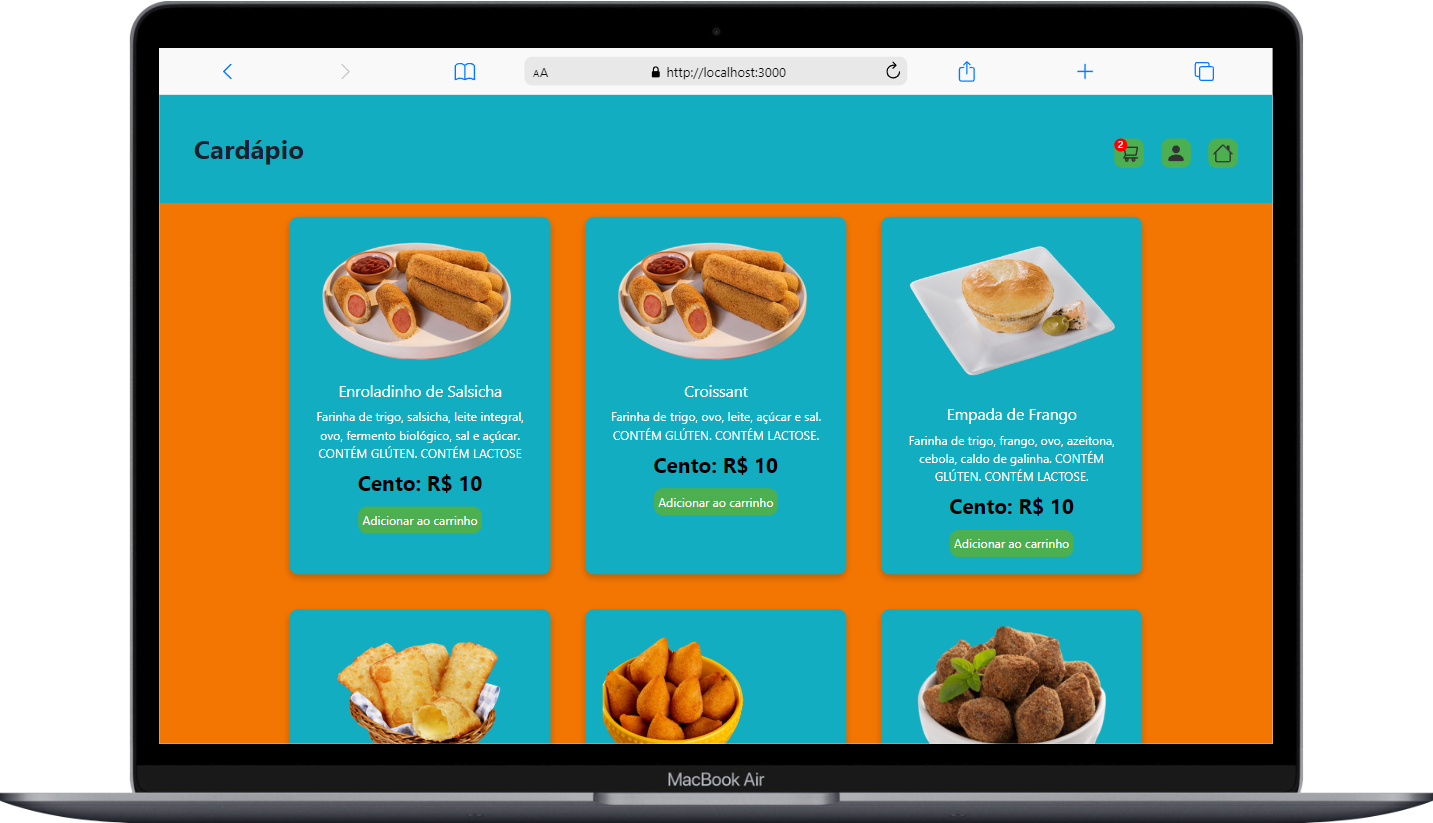 AA
http://localhost:3000
Cardápio
2
Enroladinho de Salsicha
Farinha de trigo, salsicha, leite integral,
ovo, fermento biológico, sal e açúcar.
CONTÉM GLÚTEN. CONTÉM LACTOSE
Cento: R$ 10
Adicionar ao carrinho
Croissant
Farinha de trigo, ovo, leite, açúcar e sal.
CONTÉM GLÚTEN. CONTÉM LACTOSE.
Cento: R$ 10
Adicionar ao carrinho
Empada de Frango
Farinha de trigo, frango, ovo, azeitona,
cebola, caldo de galinha. CONTÉM
GLÚTEN. CONTÉM LACTOSE.
Cento: R$ 10
Adicionar ao carrinho
MacBook Air